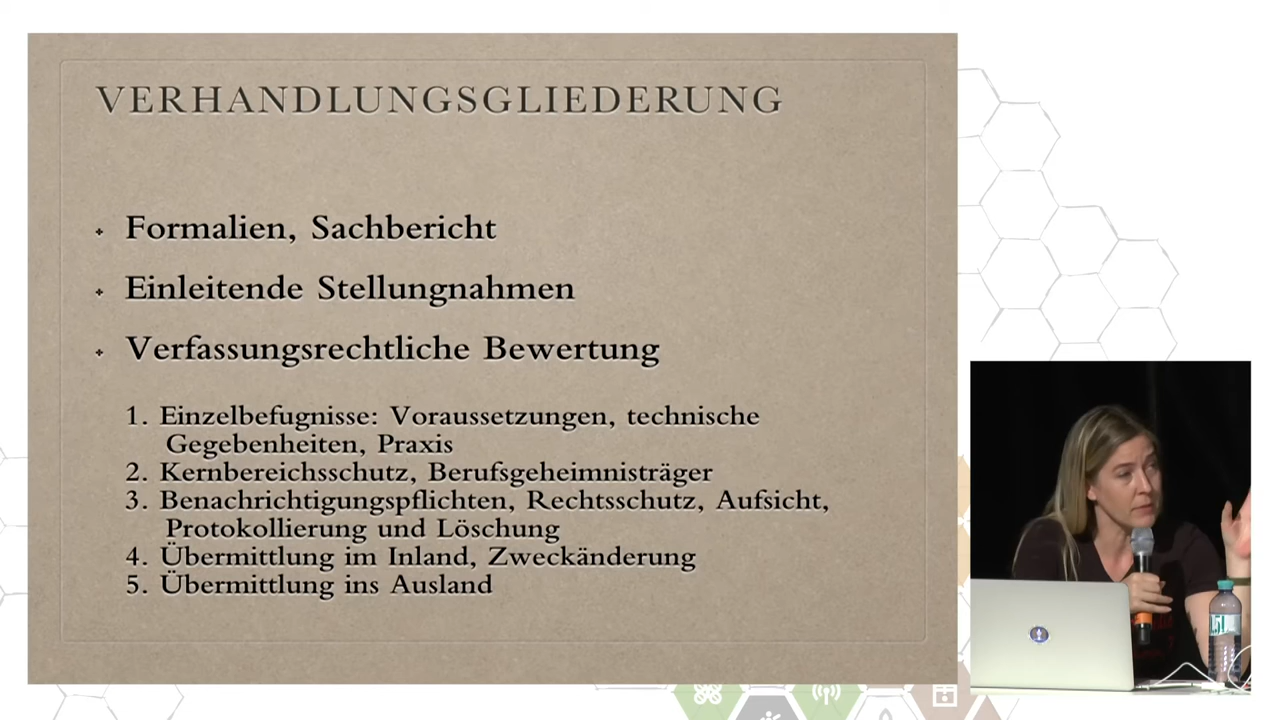 VERHANDLUNGSGLIEDERUNG
Formalien, Sachbericht
Einleitende Stellungnahmen
Verfassungsrechtliche Bewertung
1. Einzelbefugnisse: Voraussetzungen, technische
Gegebenheiten, Praxis
2. Kernbereichsschutz, Berufsgeheimnisträger
3. Benachrichtigungspflichten, Rechtsschutz, Aufsicht,
Protokollierung und Löschung
4. Übermittlung im Inland, Zweckänderung
5. Übermittlung ins Ausland